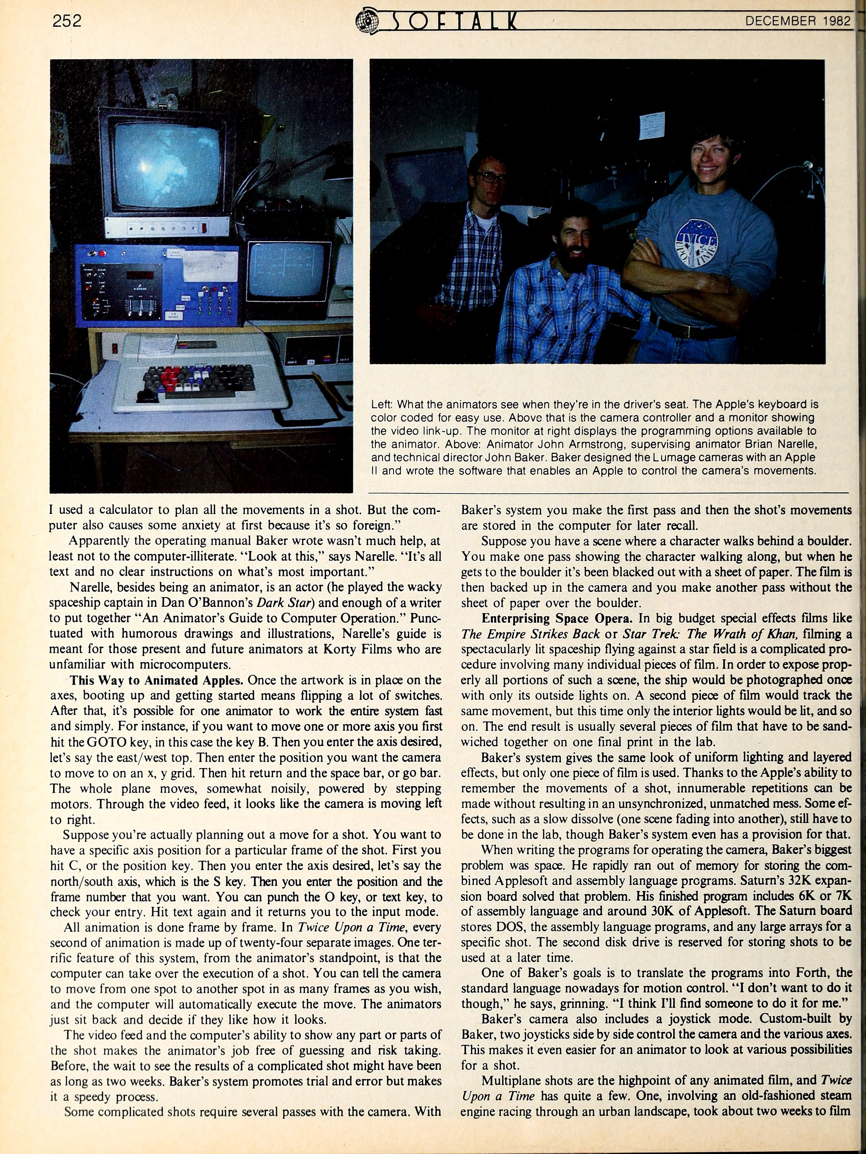 252
SOFTALK
DECEMBER 1982
TWICE
UPON
TIME
Left: What the animators see when they're in the driver's seat. The Apple's keyboard is
color coded for easy use. Above that is the camera controller and a monitor showing
the video link-up. The monitor at right displays the programming options available to
the animator. Above: Animator John Armstrong, supervising animator Brian Narelle,
and technical director John Baker. Baker designed the Lumage cameras with an Apple
II and wrote the software that enables an Apple to control the camera's movements.
I used a calculator to plan all the movements in a shot. But the com-
puter also causes some anxiety at first because it's so foreign."
Apparently the operating manual Baker wrote wasn't much help, at
least not to the computer-illiterate. "Look at this," says Narelle. "It's all
text and no clear instructions on what's most important."
Narelle, besides being an animator, is an actor (he played the wacky
spaceship captain in Dan O'Bannon's Dark Star) and enough of a writer
to put together "An Animator's Guide to Computer Operation." Punc-
tuated with humorous drawings and illustrations, Narelle's guide is
meant for those present and future animators at Korty Films who are
unfamiliar with microcomputers.
This Way to Animated Apples. Once the artwork is in place on the
axes, booting up and getting started means flipping a lot of switches.
After that, it's possible for one animator to work the entire system fast
and simply. For instance, if you want to move one or more axis you first
hit the GOTO key, in this case the key B. Then you enter the axis desired,
let's say the east/west top. Then enter the position you want the camera
to move to on an x, y grid. Then hit return and the space bar, or go bar.
The whole plane moves, somewhat noisily, powered by stepping
motors. Through the video feed, it looks like the camera is moving left
to right.
Suppose you're actually planning out a move for a shot. You want to
have a specific axis position for a particular frame of the shot. First you
hit C, or the position key. Then you enter the axis desired, let's say the
north/south axis, which is the S key. Then you enter the position and the
frame number that you want. You can punch the O key, or text key, to
check your entry. Hit text again and it returns you to the input mode.
All animation is done frame by frame. In Twice Upon a Time, every
second of animation is made up of twenty-four separate images. One ter-
rific feature of this system, from the animator's standpoint, is that the
computer can take over the execution of a shot. You can tell the camera
to move from one spot to another spot in as many frames as you wish,
and the computer will automatically execute the move. The animators
just sit back and decide if they like how it looks.
The video feed and the computer's ability to show any part or parts of
the shot makes the animator's job free of guessing and risk taking.
Before, the wait to see the results of a complicated shot might have been
as long as two weeks. Baker's system promotes trial and error but makes
it a speedy process.
Some complicated shots require several passes with the camera. With
Baker's system you make the first pass and then the shot's movements
are stored in the computer for later recall.
Suppose you have a scene where a character walks behind a boulder.
You make one pass showing the character walking along, but when he
gets to the boulder it's been blacked out with a sheet of paper. The film is
then backed up in the camera and you make another pass without the
sheet of paper over the boulder.
Enterprising Space Opera. In big budget special effects films like
The Empire Strikes Back or Star Trek: The Wrath of Khan, filming a
spectacularly lit spaceship flying against a star field is a complicated pro-
cedure involving many individual pieces of film. In order to expose prop-
erly all portions of such a scene, the ship would be photographed once
with only its outside lights on. A second piece of film would track the
same movement, but this time only the interior lights would be lit, and so
on. The end result is usually several pieces of film that have to be sand-
wiched together on one final print in the lab.
Baker's system gives the same look of uniform lighting and layered
effects, but only one piece of film is used. Thanks to the Apple's ability to
remember the movements of a shot, innumerable repetitions can be
made without resulting in an unsynchronized, unmatched mess. Some ef-
fects, such as a slow dissolve (one scene fading into another), still have to
be done in the lab, though Baker's system even has a provision for that.
When writing the programs for operating the camera, Baker's biggest
problem was space. He rapidly ran out of memory for storing the com-
bined Applesoft and assembly language programs. Saturn's 32K expan-
sion board solved that problem. His finished program includes 6K or 7K
of assembly language and around 30K of Applesoft. The Saturn board
stores DOS, the assembly language programs, and any large arrays for a
specific shot. The second disk drive is reserved for storing shots to be
used at a later time.
One of Baker's goals is to translate the programs into Forth, the
standard language nowadays for motion control. "I don't want to do it
though," he says, grinning. "I think I'll find someone to do it for me."
Baker's camera also includes a joystick mode. Custom-built by
Baker, two joysticks side by side control the camera and the various axes.
This makes it even easier for an animator to look at various possibilities
for a shot.
Multiplane shots are the highpoint of any animated film, and Twice
Upon a Time has quite a few. One, involving an old-fashioned steam
engine racing through an urban landscape, took about two weeks to film